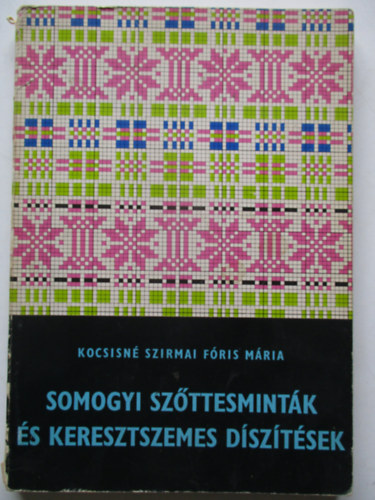 KOCSISNÉ SZIRMAI FÓRIS MÁRIA
SOMOGYI SZŐTTESMINTÁK
ÉS KERESZTSZEMES DÍSZÍTÉSEK